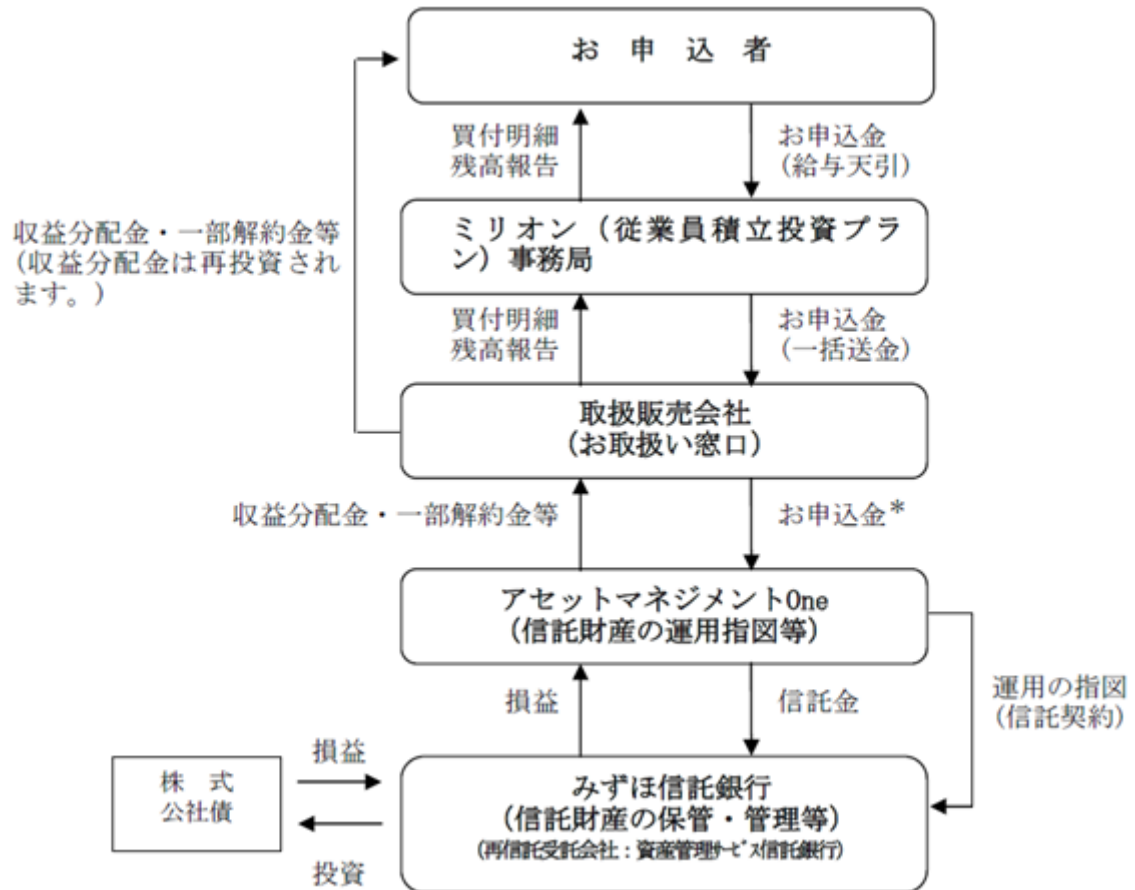 お 申 込 者
買付明細
残高報告
お申込金
(給与天引)
収益分配金・一部解約金等
(収益分配金は再投資され
ます。)
ミリオン（従業員積立投資プラ
ン）事務局
買付明細
残高報告
お申込金
(一括送金)
取扱販売会社
(お取扱い窓口)
収益分配金・一部解約金等
お申込金*
アセットマネジメントOne
(信託財産の運用指図等)
損益
信託金
運用の指図
(信託契約)
株 式
公社債
損益
投資
みずほ信託銀行
(信託財産の保管・管理等)
(再信託受託会社：資産管理ｻｰﾋﾞｽ信託銀行)